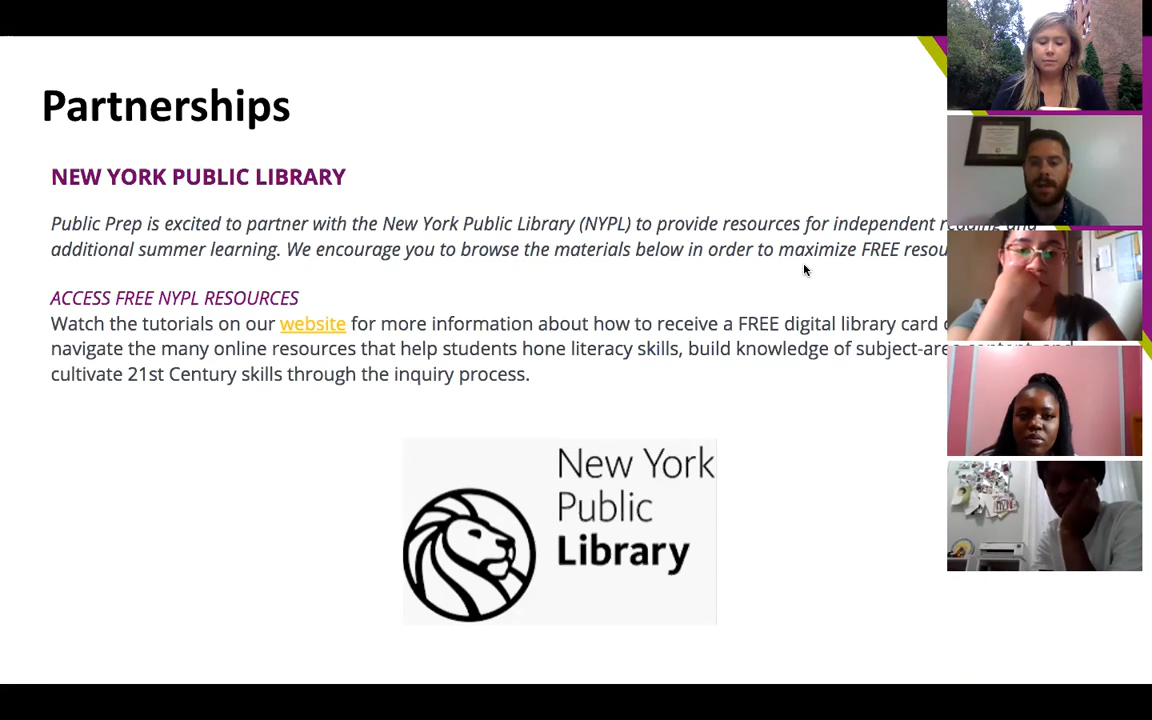 Partnerships
NEW YORK PUBLIC LIBRARY
Public Prep is excited to partner with the New York Public Library (NYPL) to provide resources for independent reading and
additional summer learning. We encourage you to browse the materials below in order to maximize FREE
ACCESS FREE NYPL RESOURCES
Watch the tutorials on our website for more information about how to receive a FREE digital library card
navigate the many online resources that help students hone literacy skills, build knowledge of content, and
cultivate 21st Century skills through the inquiry process.
New York
Public
Library